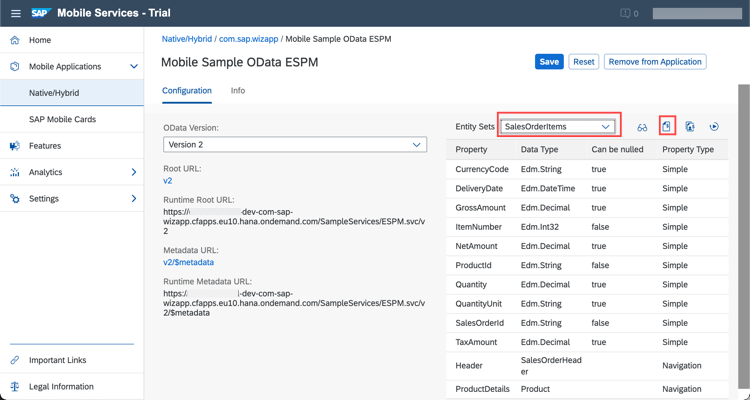 SAP Mobile Services - Trial
0
Home
Mobile Applications
Native/Hybrid
SAP Mobile Cards
Features
Analytics
Settings
Important Links
Legal Information
Native/Hybrid / com.sap.wizapp / Mobile Sample OData ESPM
Mobile Sample OData ESPM
Save Reset Remove from Application
Configuration Info
OData Version:
Version 2
Root URL:
v2
Runtime Root URL:
https:// -dev-com-sap-
wizapp.cfapps.eu10.hana.ondemand.com/SampleServices/ESPM.svc/v
2
Metadata URL:
v2/$metadata
Runtime Metadata URL:
https:/ -dev-com-sap-
wizapp.cfapps.eu10.hana.ondemand.com/SampleServices/ESPM.svc/v
2/$metadata
Entity Sets SalesOrderItems
Property Data Type Can be nulled Property Type
CurrencyCode Edm.String true Simple
DeliveryDate Edm.DateTime true Simple
GrossAmount Edm.Decimal true Simple
ItemNumber Edm.Int32 false Simple
NetAmount Edm.Decimal true Simple
ProductId Edm.String false Simple
Quantity Edm.Decimal true Simple
QuantityUnit Edm.String true Simple
SalesOrderId Edm.String false Simple
TaxAmount Edm.Decimal true Simple
Header SalesOrderHea
der Navigation
ProductDetails Product Navigation